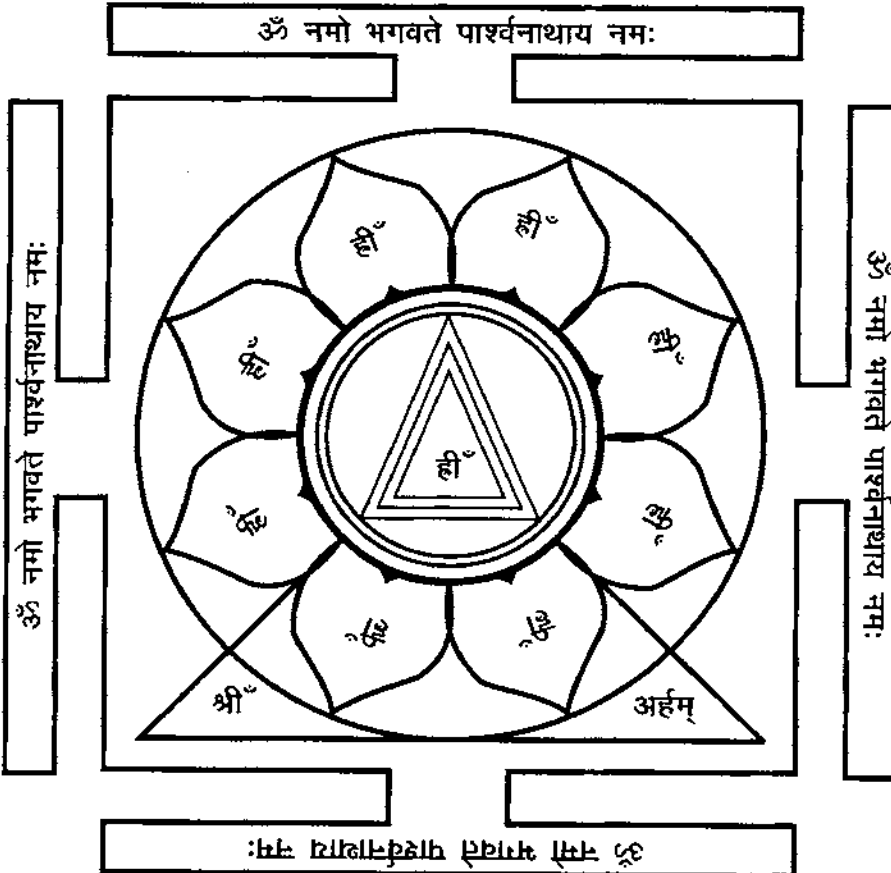 ॐ नमो भगवते पार्श्वनाथाय नमः
ॐ नमो भगवते पार्श्वनाथाय नमः
ॐ नमो भगवते पार्श्वनाथाय नमः
ह्रीँ
ह्रीँ
ह्रीँ
ह्रीँ
ह्रीँ
ह्रीँ
ह्रीँ
ह्रीँ
ह्रीँ
श्रीँ
अर्हम्
ॐ नमो भगवते पार्श्वनाथाय नमः